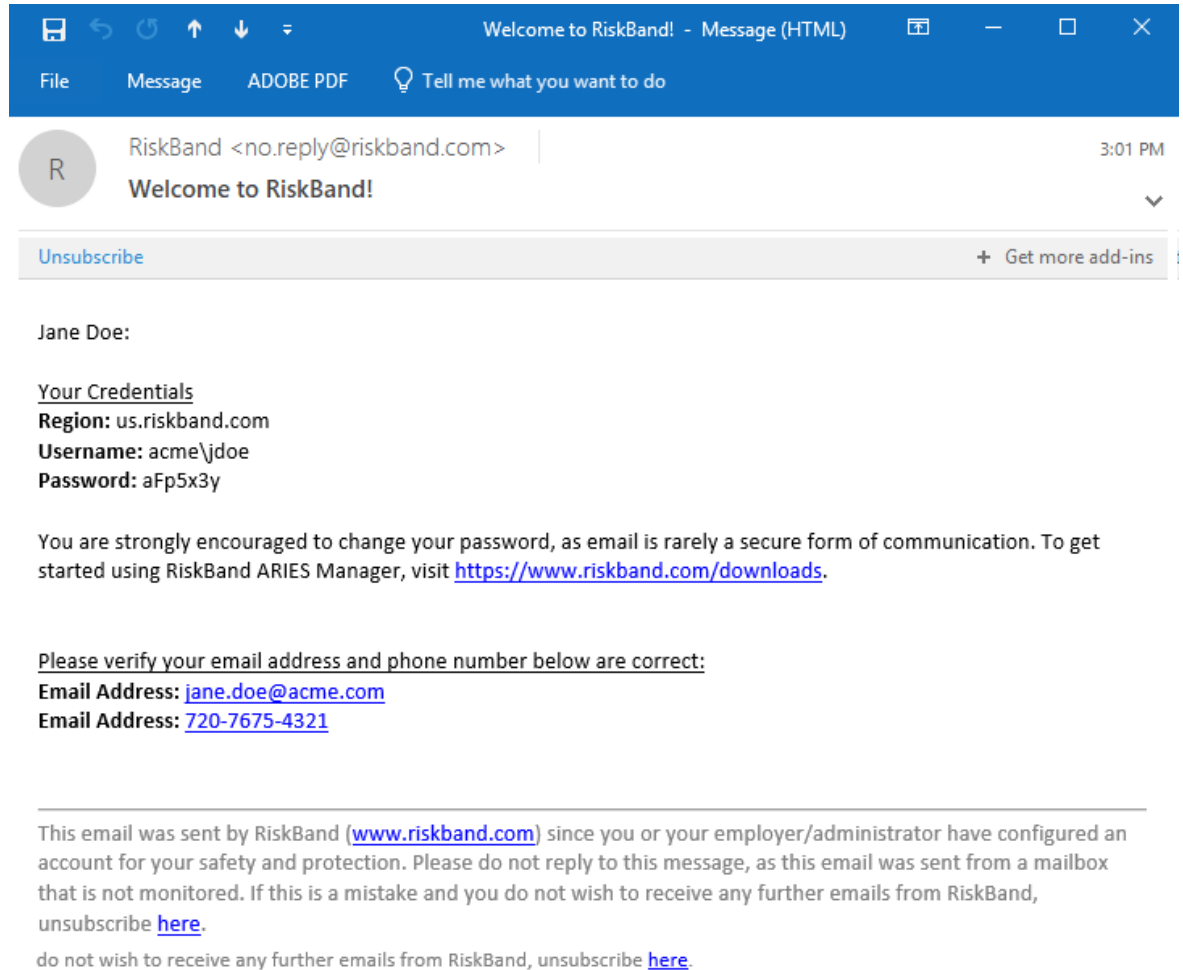 Welcome to RiskBand! - Message (HTML)
File Message ADOBE PDF Tell me what you want to do
R
RiskBand <no.reply@riskband.com>
3:01 PM
Welcome to RiskBand!
Unsubscribe + Get more add-ins
Jane Doe:
Your Credentials
Region: us.riskband.com
Username: acme\jdoe
Password: aFp5x3y
You are strongly encouraged to change your password, as email is rarely a secure form of communication. To get
started using RiskBand ARIES Manager, visit https://www.riskband.com/downloads.
Please verify your email address and phone number below are correct:
Email Address: jane.doe@acme.com
Email Address: 720-7675-4321
This email was sent by RiskBand (www.riskband.com) since you or your employer/administrator have configured an
account for your safety and protection. Please do not reply to this message, as this email was sent from a mailbox
that is not monitored. If this is a mistake and you do not wish to receive any further emails from RiskBand,
unsubscribe here.
do not wish to receive any further emails from RiskBand, unsubscribe here.